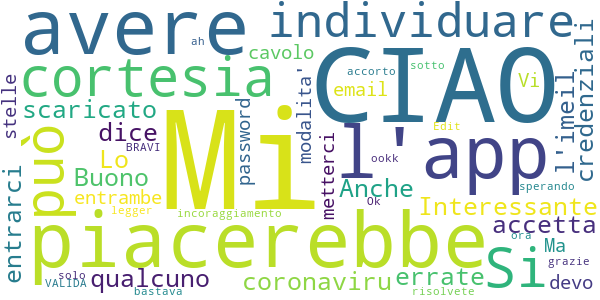 avere
ah
individuare
cortesia
cavolo
accorto
sotto
CIAO
Vi
stelle
scaricato
password
modalita'
email
l'imeil
credenziali
può
dice
BRAVI
Mi
l'app
Edit
Lo
Buono
metterci
ookk
Anche
sperando
entrarci
entrambe
legger
incoraggiamento
Ok
Interessante
accetta
piacerebbe
Si
ora
Ma
grazie
solo
VALIDA
qualcuno
bastava
coronaviru
errate
risolvete
devo